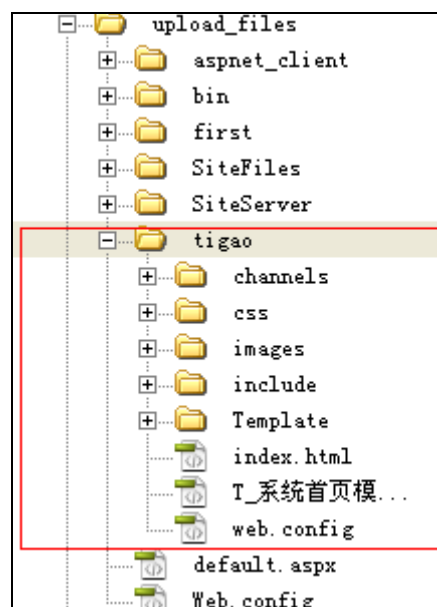 upload_files
aspnet_client
bin
first
SiteFiles
SiteServer
tigao
channels
css
images
include
Template
index.html
T_系统首页模...
web.config
default.aspx
Web.config